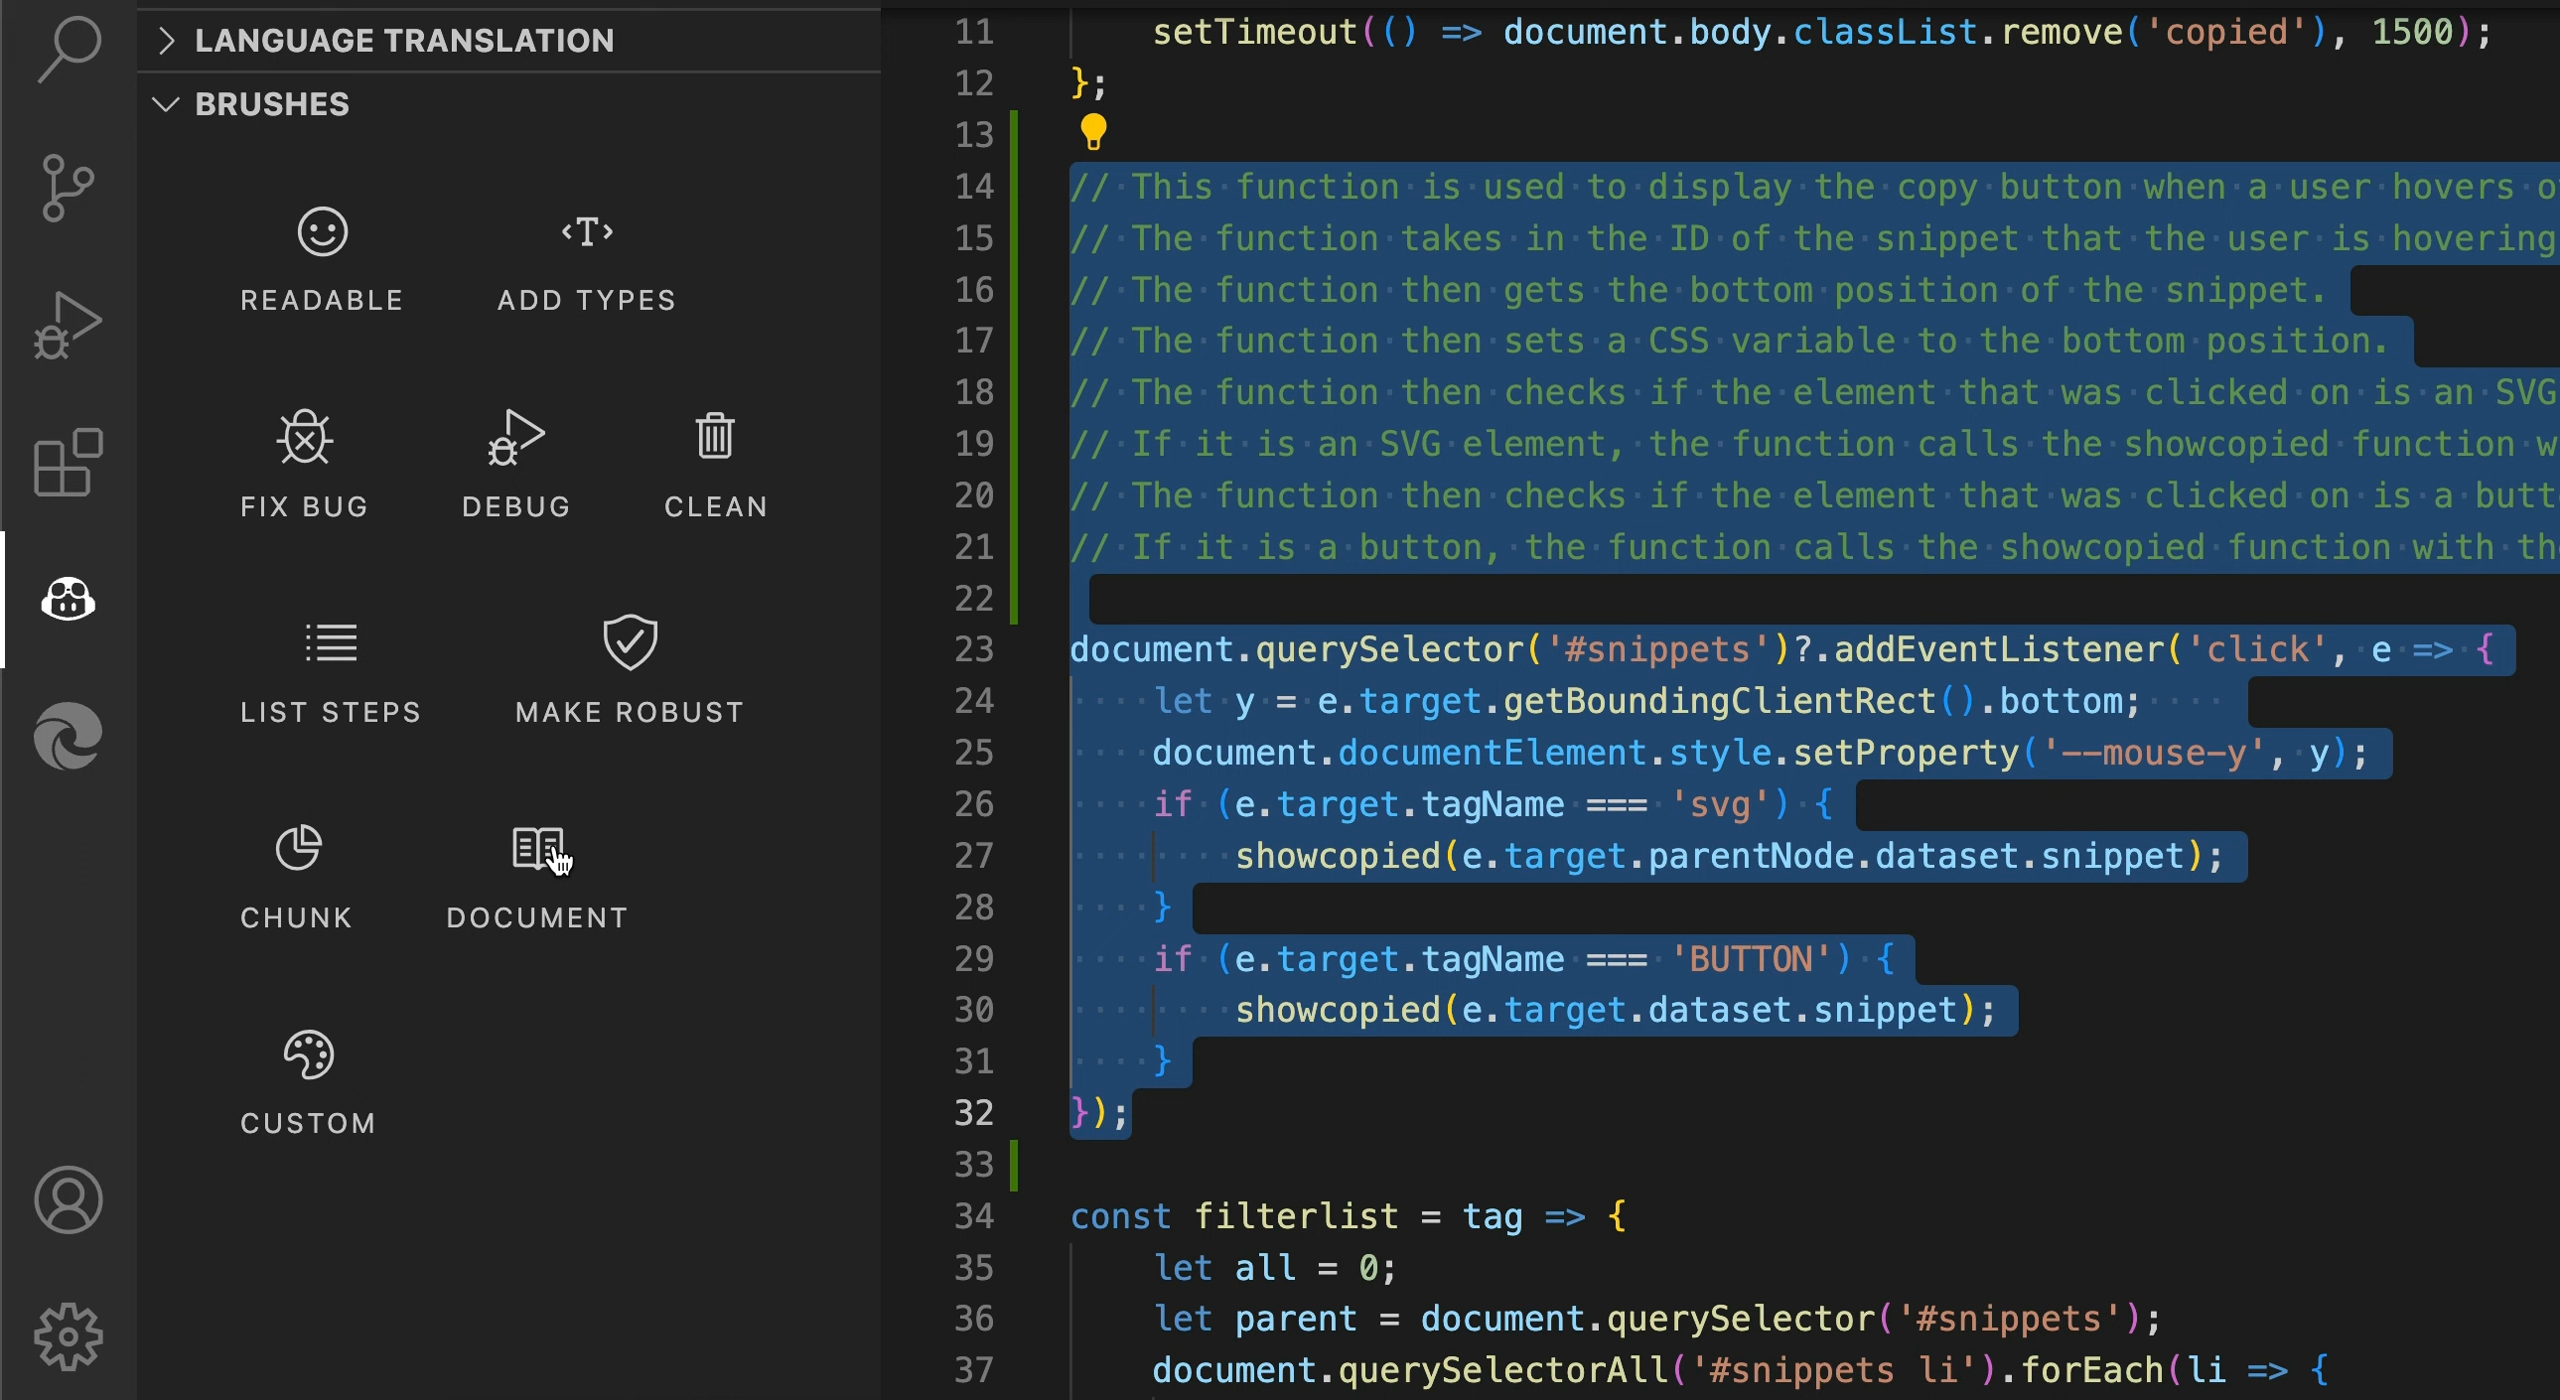 LANGUAGE TRANSLATION
BRUSHES
READABLE
ADD TYPES
FIX BUG
DEBUG
CLEAN
LIST STEPS
MAKE ROBUST
CHUNK
DOCUMENT
CUSTOM
11 setTimeout(() => document.body.classList.remove('copied'), 1500);
12 };
13
14 // This function is used to display the copy button when a user hovers
15 // The function takes in the ID of the snippet that the user is hovering
16 // The function then gets the bottom position of the snippet.
17 // The function then sets a CSS variable to the bottom position.
18 // The function then checks if the element that was clicked on is an SVG
19 // If it is an SVG element, the function calls the showcopied function
20 // The function then checks if the element that was clicked on is a
21 // If it is a button, the function calls the showcopied function with
22
23 document.querySelector('#snippets')?.addEventListener('click', e => {
24 let y = e.target.getBoundingClientRect().bottom;
25 document.documentElement.style.setProperty('--mouse-y', y);
26 if (e.target.tagName === 'svg') {
27 showcopied(e.target.parentNode.dataset.snippet);
28 }
29 if (e.target.tagName === 'BUTTON') {
30 showcopied(e.target.dataset.snippet);
31 }
32 });
33
34 const filterlist = tag => {
35 let all = 0;
36 let parent = document.querySelector('#snippets');
37 document.querySelectorAll('#snippets li').forEach(li => {